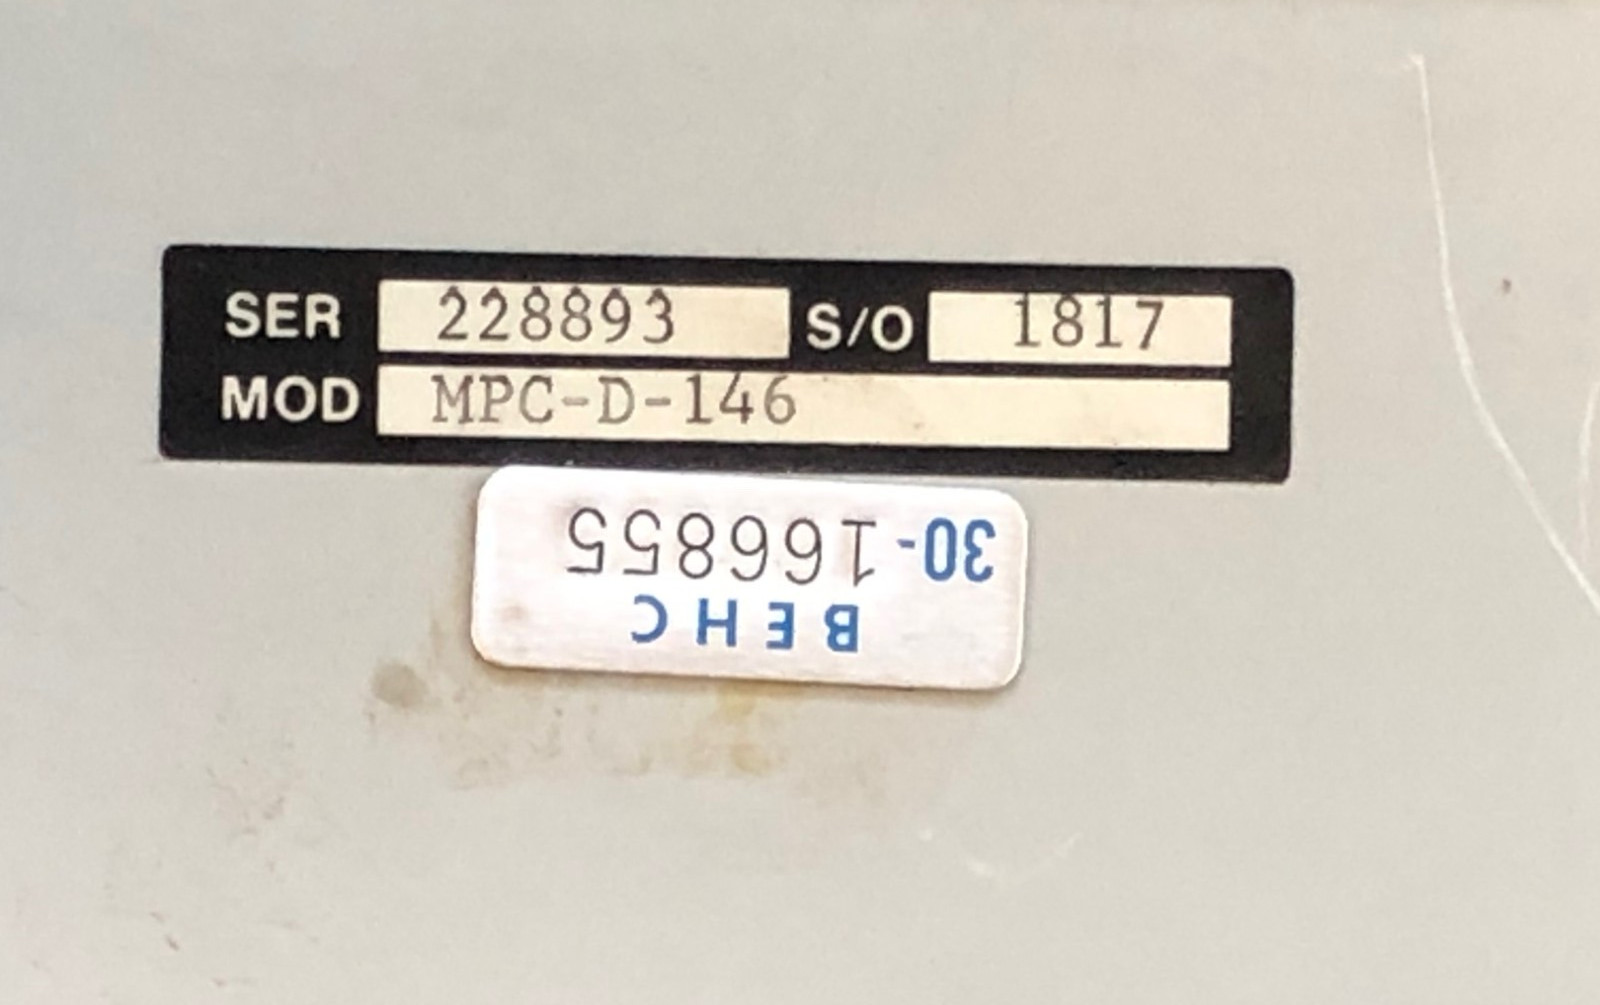 SER 228893 S/O 1817
MOD MPC-D-146
BEHC
30-166855